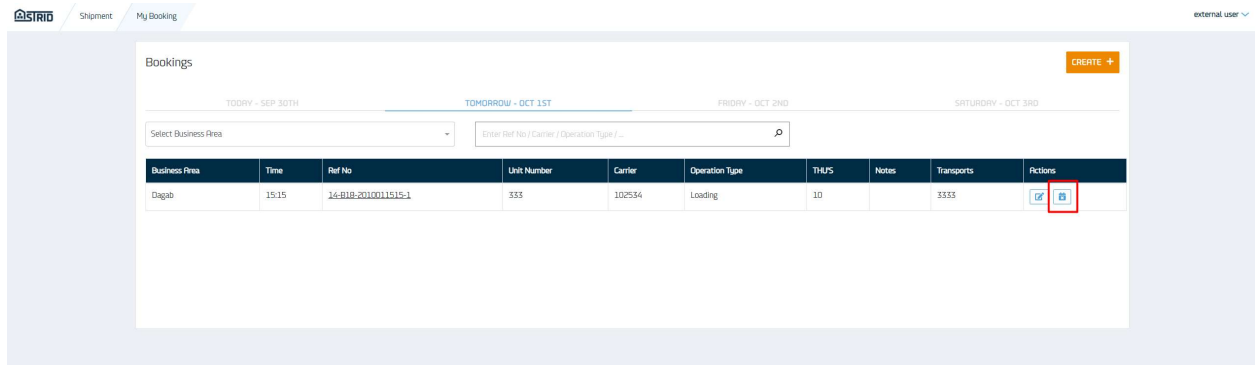 ASTRID Shipment My Booking external user
Bookings CREATE +
TODAY - SEP 30TH TOMORROW - OCT 1ST FRIDAY - OCT 2ND SATURDAY - OCT 3RD
Select Business Area Enter Ref No / Carrier / Operation Type / ...
Business Area Time Ref No Unit Number Carrier Operation Type THU'S Notes Transports Actions
Dagab 15:15 14-818-2010011515-1 333 102534 Loading 10 3333